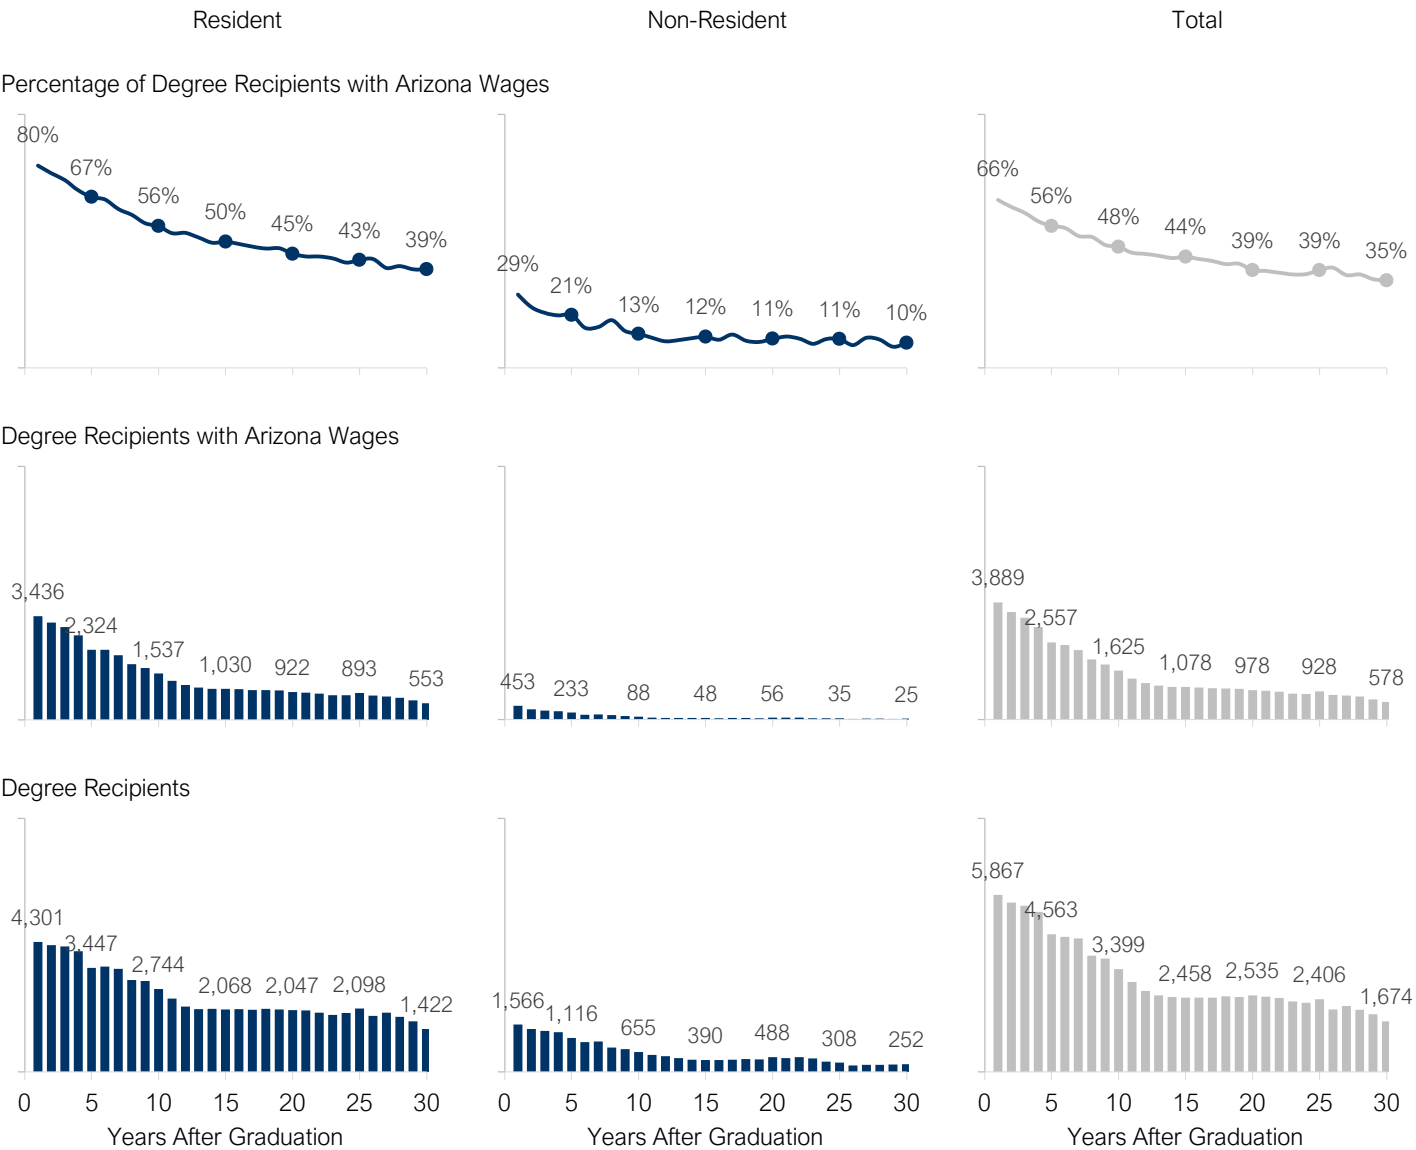 Resident Non-Resident Total
Percentage of Degree Recipients with Arizona Wages
80% 67% 56% 50% 45% 43% 39%
29% 21% 13% 12% 11% 11% 10%
66% 56% 48% 44% 39% 39% 35%
Degree Recipients with Arizona Wages
3,436 2,324 1,537 1,030 922 893 553
453 233 88 48 56 35 25
3,889 2,557 1,625 1,078 978 928 578
Degree Recipients
4,301 3,447 2,744 2,068 2,047 2,098 1,422
1,566 1,116 655 390 488 308 252
5,867 4,563 3,399 2,458 2,535 2,406 1,674
0 5 10 15 20 25 30 0 5 10 15 20 25 30 0 5 10 15 20 25 30
Years After Graduation Years After Graduation Years After Graduation